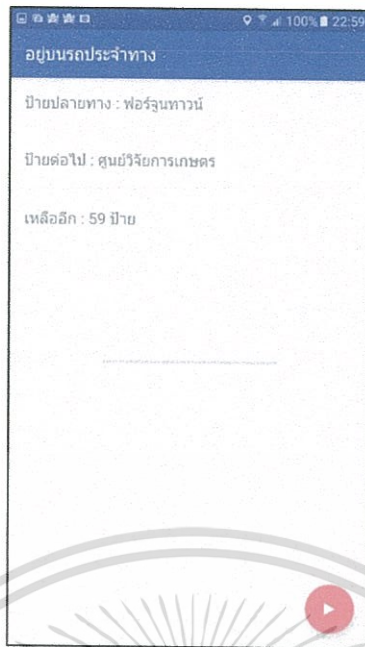 100% 22:59
อยู่บนรถประจำทาง
ป้ายปลายทาง : ฟอร์จูนทาวน์
ป้ายต่อไป : ศูนย์วิจัยการเกษตร
เหลืออีก : 59 ป้าย